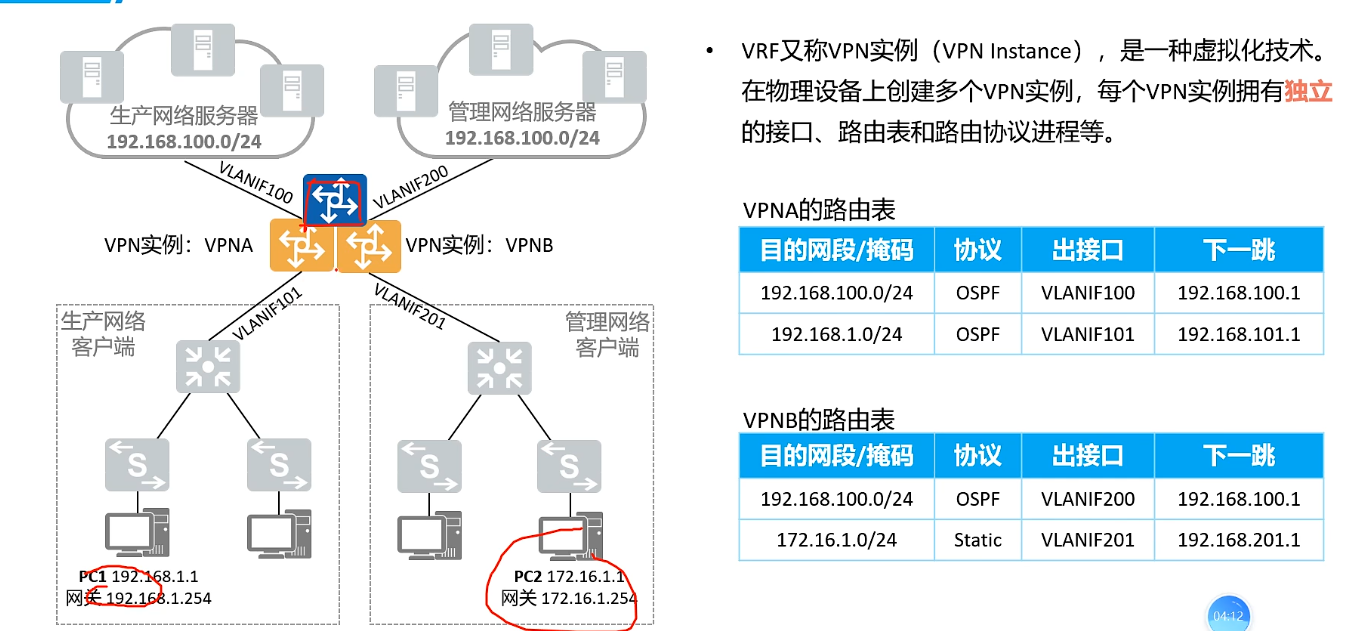 生产网络服务器
192.168.100.0/24
管理网络服务器
192.168.100.0/24
VLANIF100
VLANIF200
VPN实例：VPNA
VPN实例：VPNB
VLANIF101
VLANIF201
生产网络
客户端
管理网络
客户端
S
S
S
S
PC1 192.168.1.1
网关 192.168.1.254
PC2 172.16.1.1
网关 172.16.1.254
• VRF又称VPN实例（VPN Instance），是一种虚拟化技术。
在物理设备上创建多个VPN实例，每个VPN实例拥有独立
的接口、路由表和路由协议进程等。
VPNA的路由表
目的网段/掩码 协议 出接口 下一跳
192.168.100.0/24 OSPF VLANIF100 192.168.100.1
192.168.1.0/24 OSPF VLANIF101 192.168.101.1
VPNB的路由表
目的网段/掩码 协议 出接口 下一跳
192.168.100.0/24 OSPF VLANIF200 192.168.100.1
172.16.1.0/24 Static VLANIF201 192.168.201.1
04:12